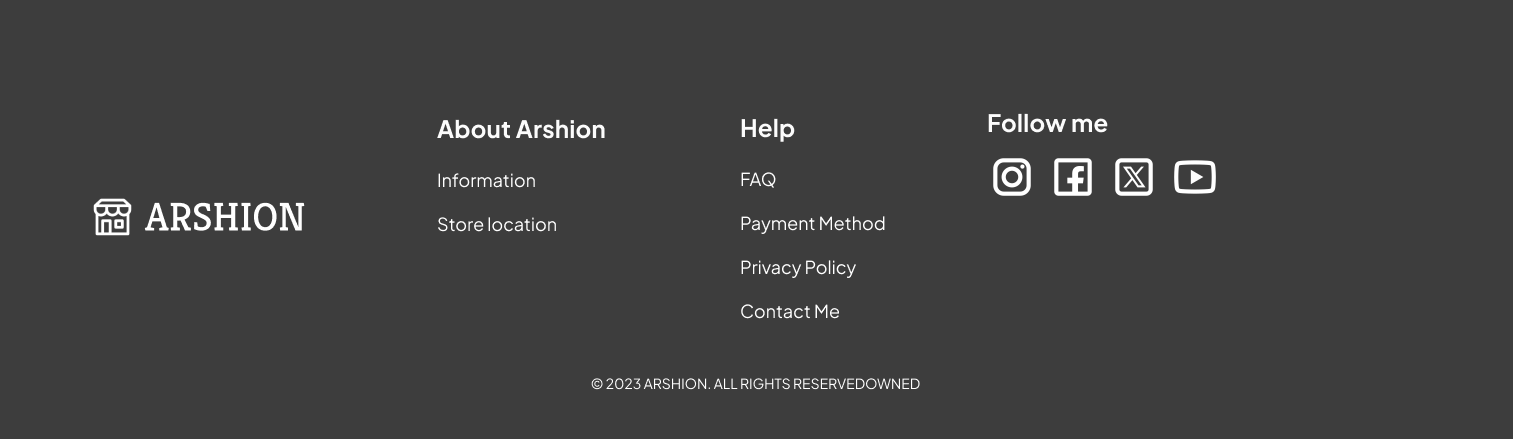 ARSHION
About Arshion
Information
Store location
Help
FAQ
Payment Method
Privacy Policy
Contact Me
Follow me
© 2023 ARSHION. ALL RIGHTS RESERVEDOWNED